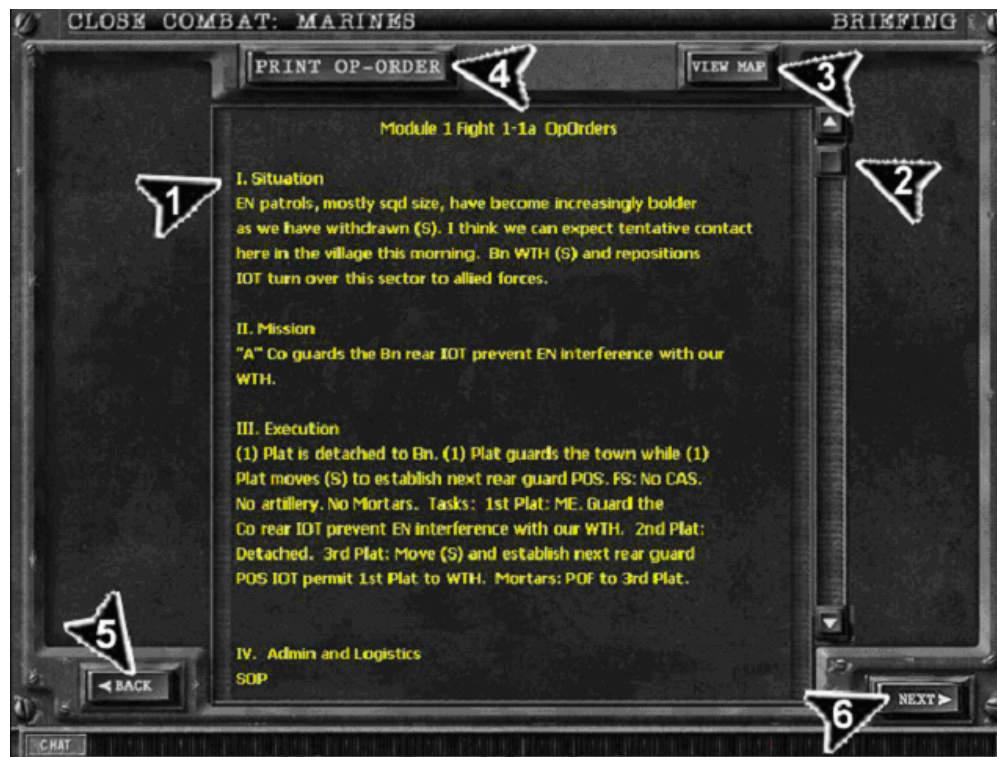 CLOSE COMBAT: MARINES
BRIEFING
PRINT OP-ORDER
4
VIEW MAP
3
Module 1 Fight 1-1a OpOrders
1
2
I. Situation
EN patrols, mostly sqd size, have become increasingly bolder
as we have withdrawn (S). I think we can expect tentative contact
here in the village this morning. Bn WTH (S) and repositions
IOT turn over this sector to allied forces.
II. Mission
"A" Co guards the Bn rear IOT prevent EN interference with our
WTH.
III. Execution
(1) Plat is detached to Bn. (1) Plat guards the town while (1)
Plat moves (S) to establish next rear guard POS. FS: No CAS.
No artillery. No Mortars. Tasks: 1st Plat: ME. Guard the
Co rear IOT prevent EN interference with our WTH. 2nd Plat:
Detached. 3rd Plat: Move (S) and establish next rear guard
POS IOT permit 1st Plat to WTH. Mortars: POF to 3rd Plat.
IV. Admin and Logistics
SOP
5
BACK
6
NEXT
CHAT